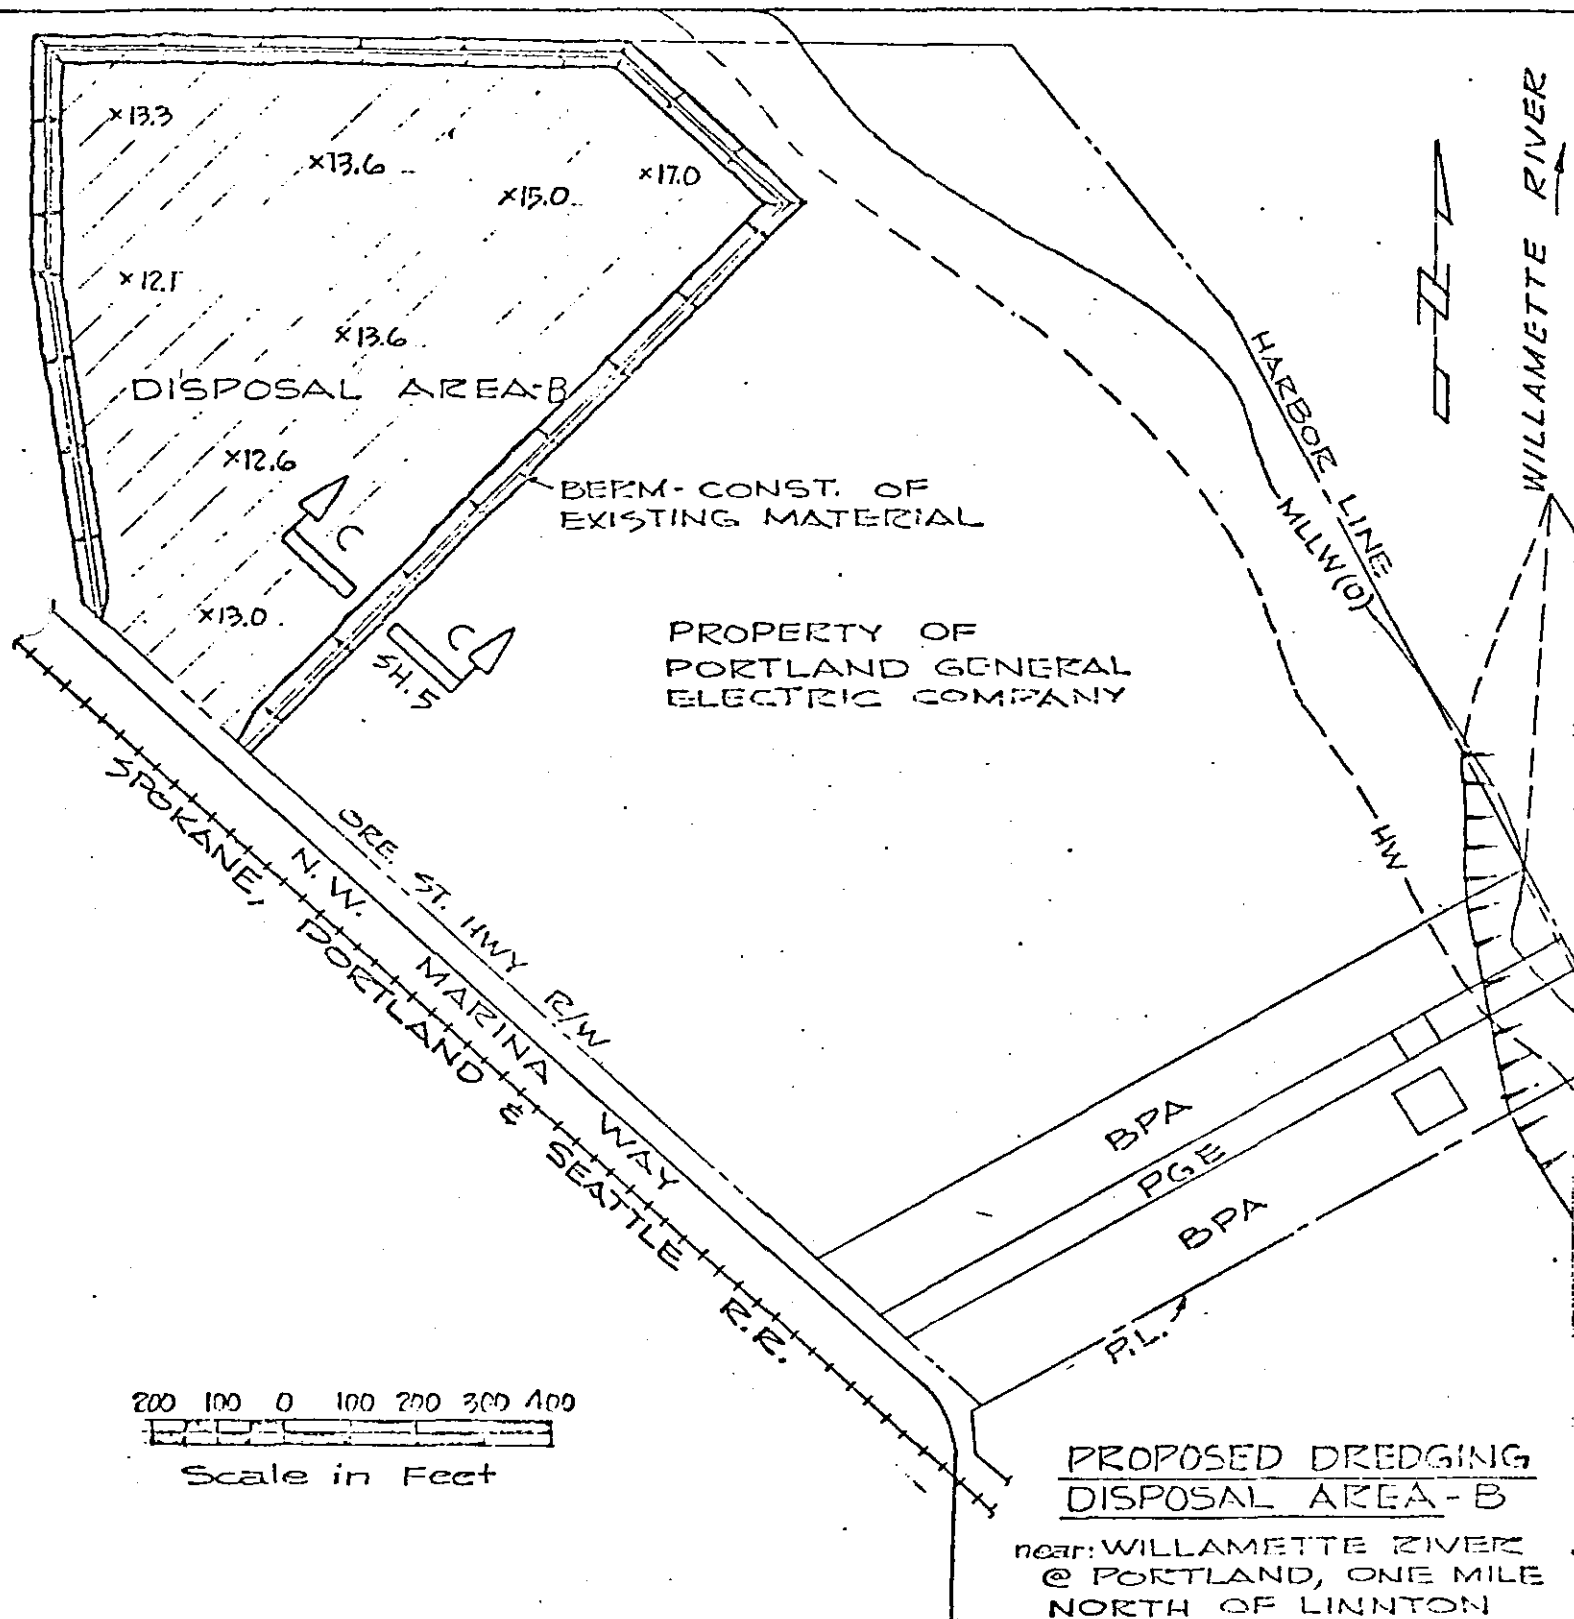 ×13.3
×13.6
×15.0
×17.0
×12.1
×13.6
DISPOSAL AREA-B
×12.6
C
×13.0
BERM-CONST. OF
EXISTING MATERIAL
C
SH.5
PROPERTY OF
PORTLAND GENERAL
ELECTRIC COMPANY
HARBOR LINE
MLLW(0)
HW
N
WILLAMETTE RIVER
ORE. ST. HWY R/W
N.W. MARINA WAY
SPOKANE, PORTLAND & SEATTLE R.R.
BPA
PGE
BPA
P.L.
200 100 0 100 200 300 400
Scale in Feet
PROPOSED DREDGING
DISPOSAL AREA-B
near: WILLAMETTE RIVER
@ PORTLAND, ONE MILE
NORTH OF LINNTON